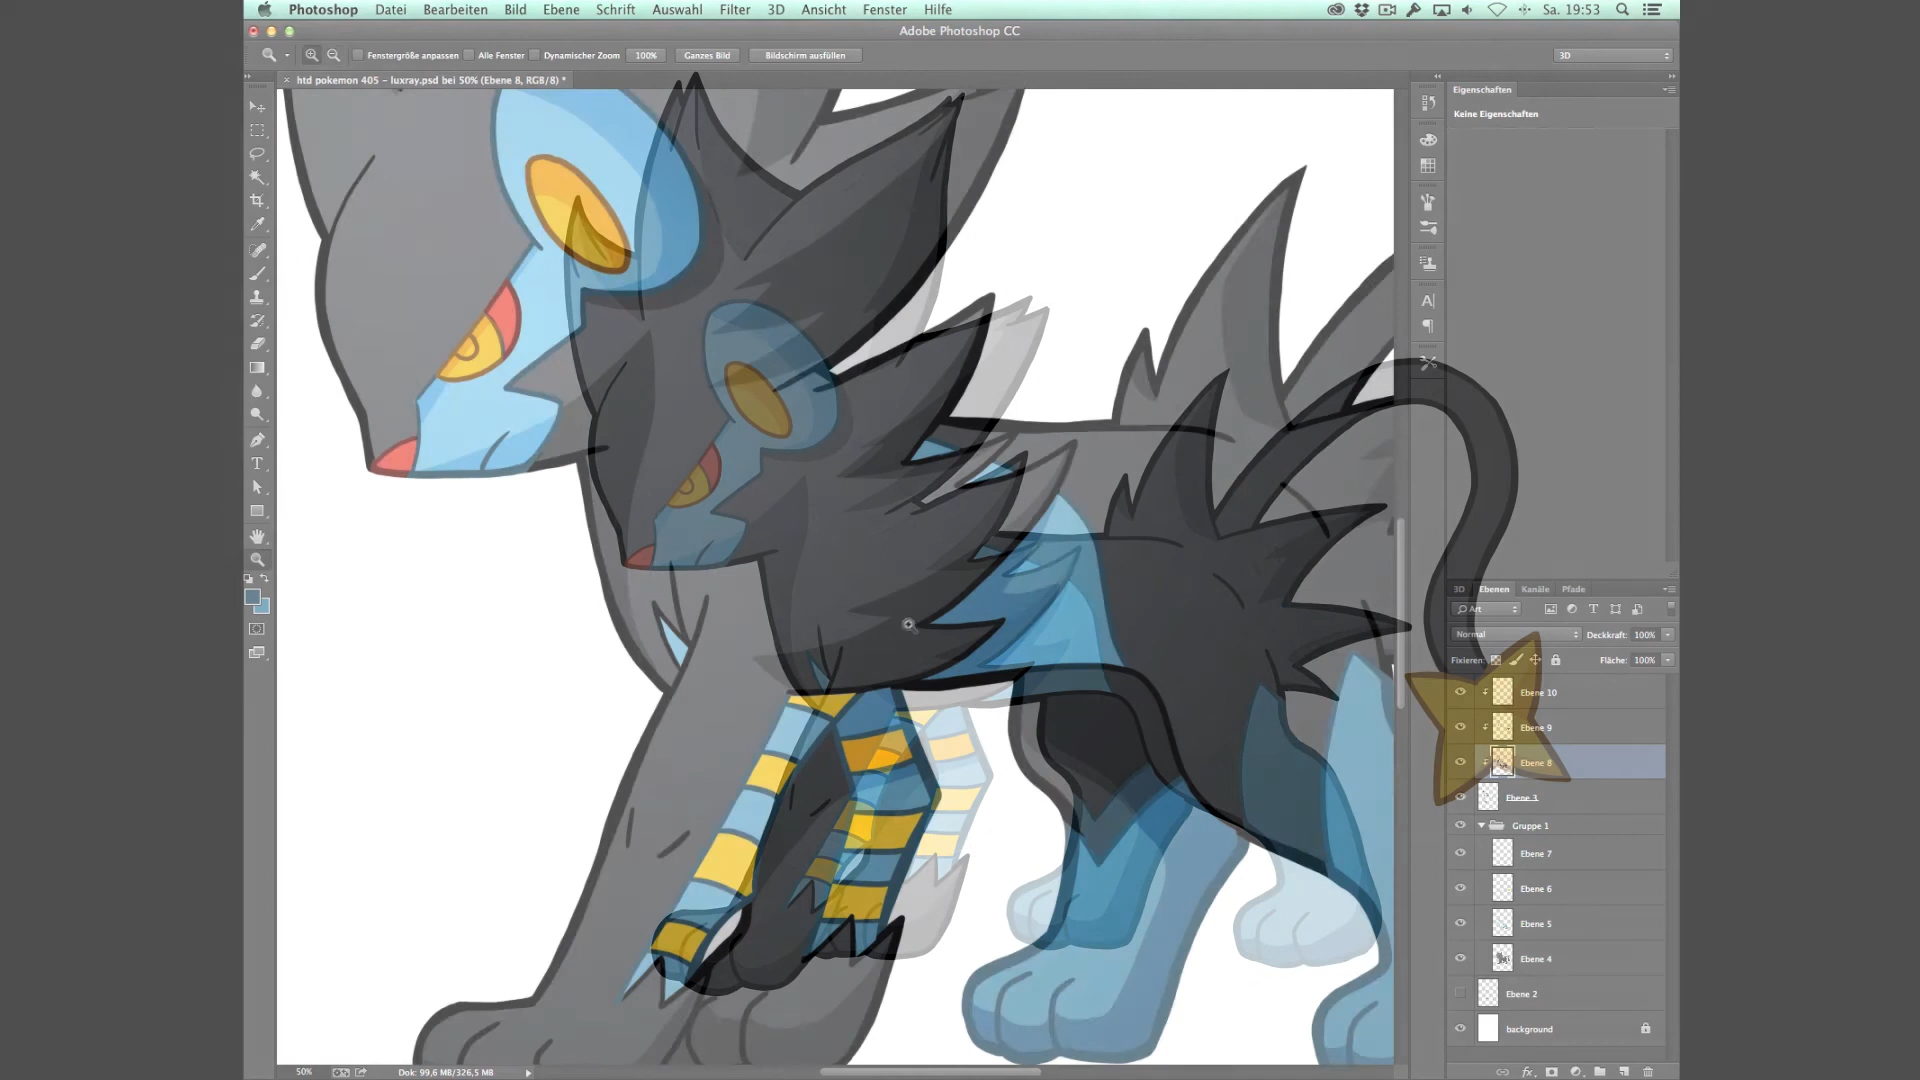 Photoshop Datei Bearbeiten Bild Ebene Schrift Auswahl Filter 3D Ansicht Fenster Hilfe Sa. 19:53
Adobe Photoshop CC
Fenstergröße anpassen Alle Fenster Dynamischer Zoom 100% Ganzes Bild Bildschirm ausfüllen 3D
htd pokemon 405 - luxray.psd bei 50% (Ebene 8, RGB/8) *
Eigenschaften
Keine Eigenschaften
3D Ebenen Kanäle Pfade
Art
Normal Deckkraft: 100%
Fixieren: Fläche: 100%
Ebene 10
Ebene 9
Ebene 8
Ebene 3
Gruppe 1
Ebene 7
Ebene 6
Ebene 5
Ebene 4
Ebene 2
background
50% Dok: 99,6 MB/326,5 MB